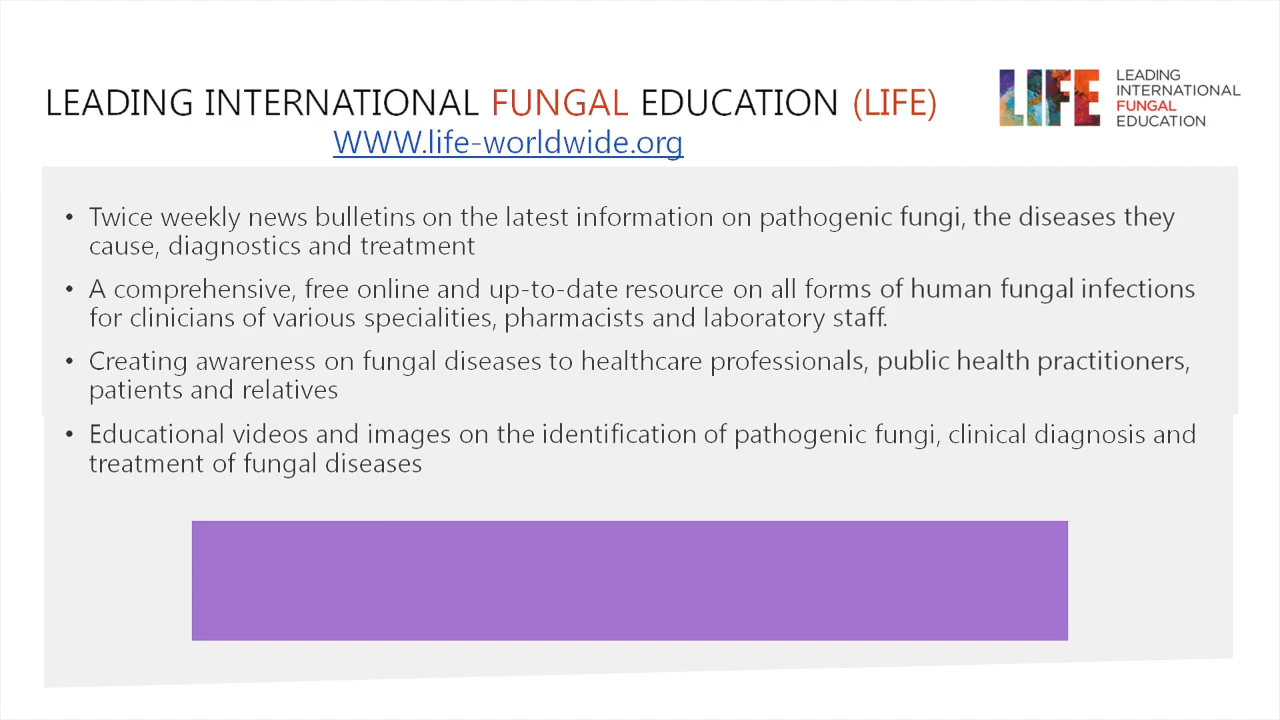 LEADING INTERNATIONAL FUNGAL EDUCATION (LIFE)
WWW.life-worldwide.org
LIFE
LEADING
INTERNATIONAL
FUNGAL
EDUCATION
• Twice weekly news bulletins on the latest information on pathogenic fungi, the diseases they
cause, diagnostics and treatment
• A comprehensive, free online and up-to-date resource on all forms of human fungal infections
for clinicians of various specialities, pharmacists and laboratory staff.
• Creating awareness on fungal diseases to healthcare professionals, public health practitioners,
patients and relatives
• Educational videos and images on the identification of pathogenic fungi, clinical diagnosis and
treatment of fungal diseases